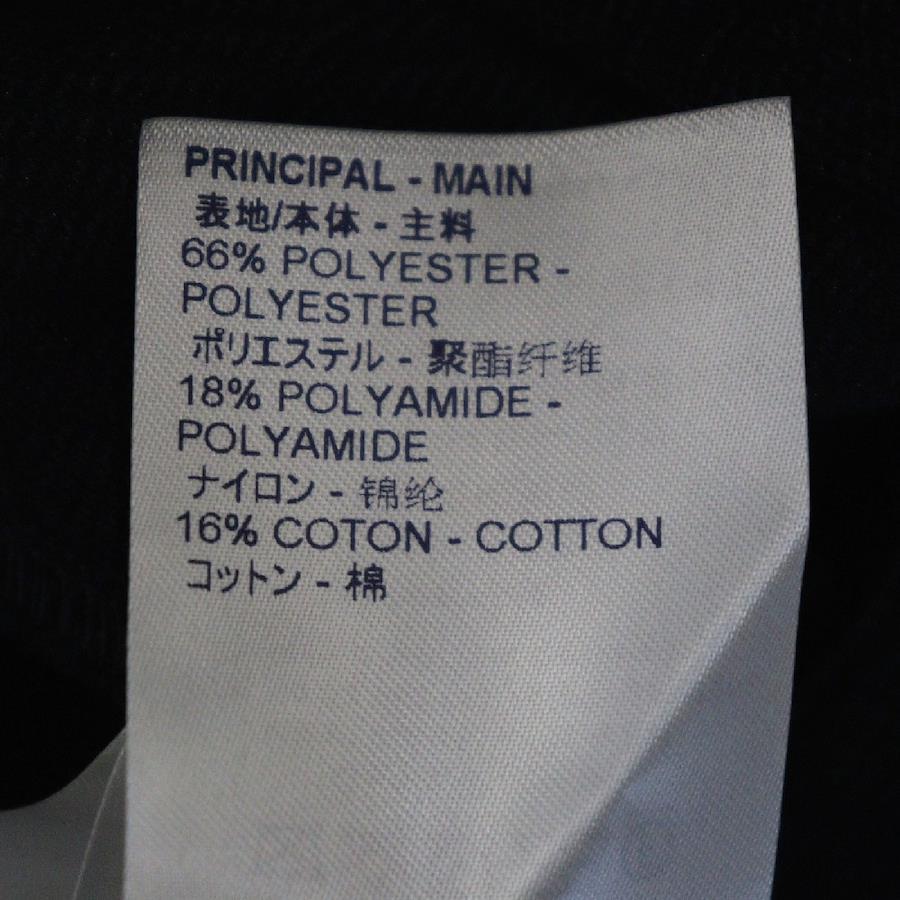 PRINCIPAL - MAIN
表地/本体 - 主料
66% POLYESTER -
POLYESTER
ポリエステル - 聚酯纤维
18% POLYAMIDE -
POLYAMIDE
ナイロン - 锦纶
16% COTON - COTTON
コットン - 棉